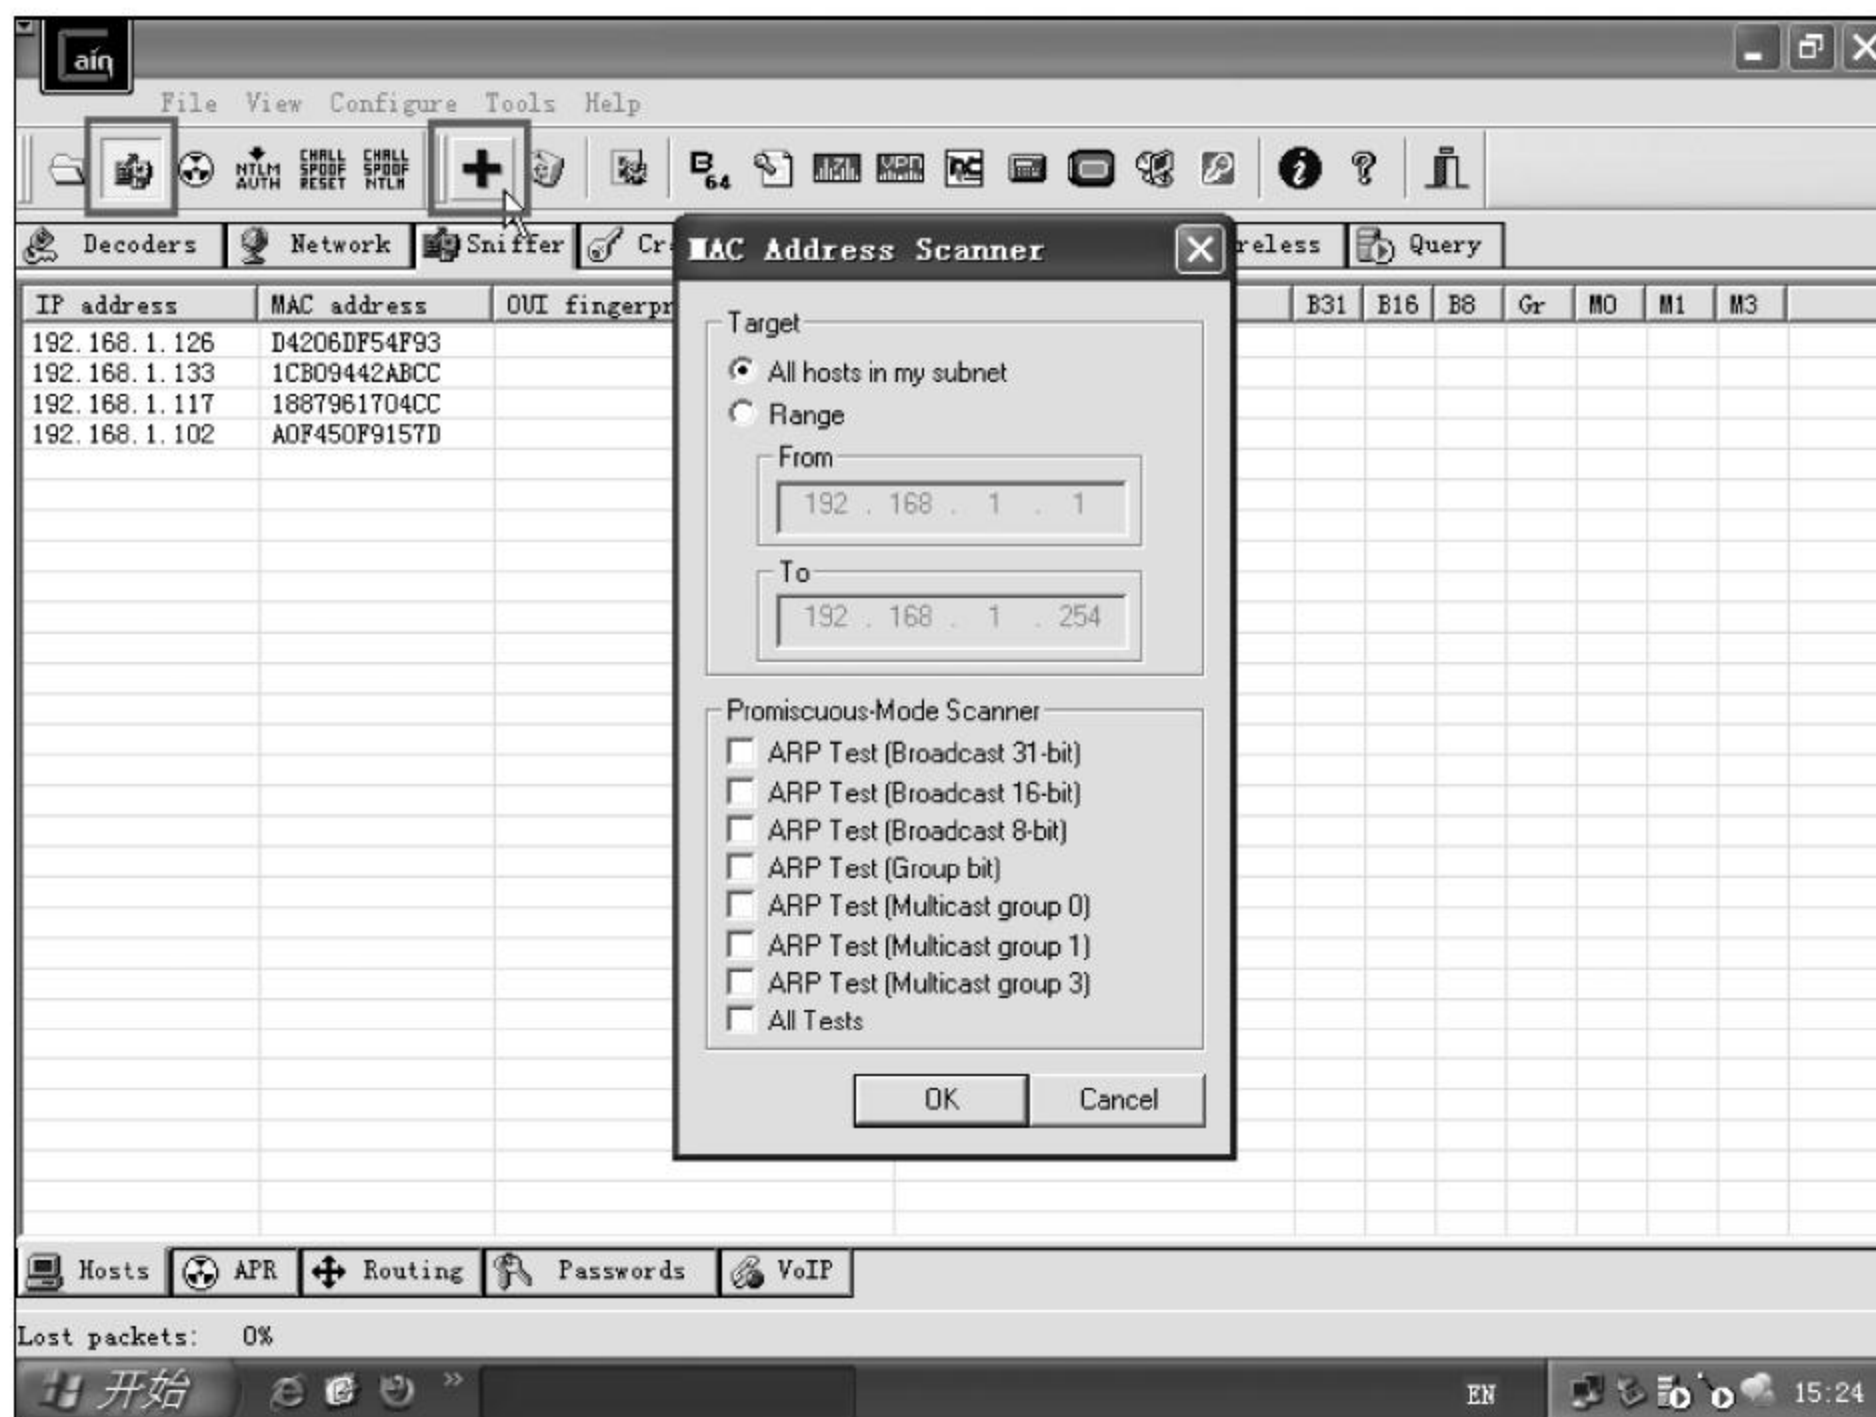 Cain
File View Configure Tools Help
NTLM AUTH
CHALL SPOOF RESET
CHALL SPOOF NTLM
B64
VPN
Decoders Network Sniffer Cr reless Query
MAC Address Scanner
IP address MAC address OUI fingerpr B31 B16 B8 Gr M0 M1 M3
192.168.1.126 D4206DF54F93
192.168.1.133 1CB09442ABCC
192.168.1.117 1887961704CC
192.168.1.102 A0F450F9157D
Target
All hosts in my subnet
Range
From
192 . 168 . 1 . 1
To
192 . 168 . 1 . 254
Promiscuous-Mode Scanner
ARP Test (Broadcast 31-bit)
ARP Test (Broadcast 16-bit)
ARP Test (Broadcast 8-bit)
ARP Test (Group bit)
ARP Test (Multicast group 0)
ARP Test (Multicast group 1)
ARP Test (Multicast group 3)
All Tests
OK Cancel
Hosts APR Routing Passwords VoIP
Lost packets: 0%
开始 EN 15:24